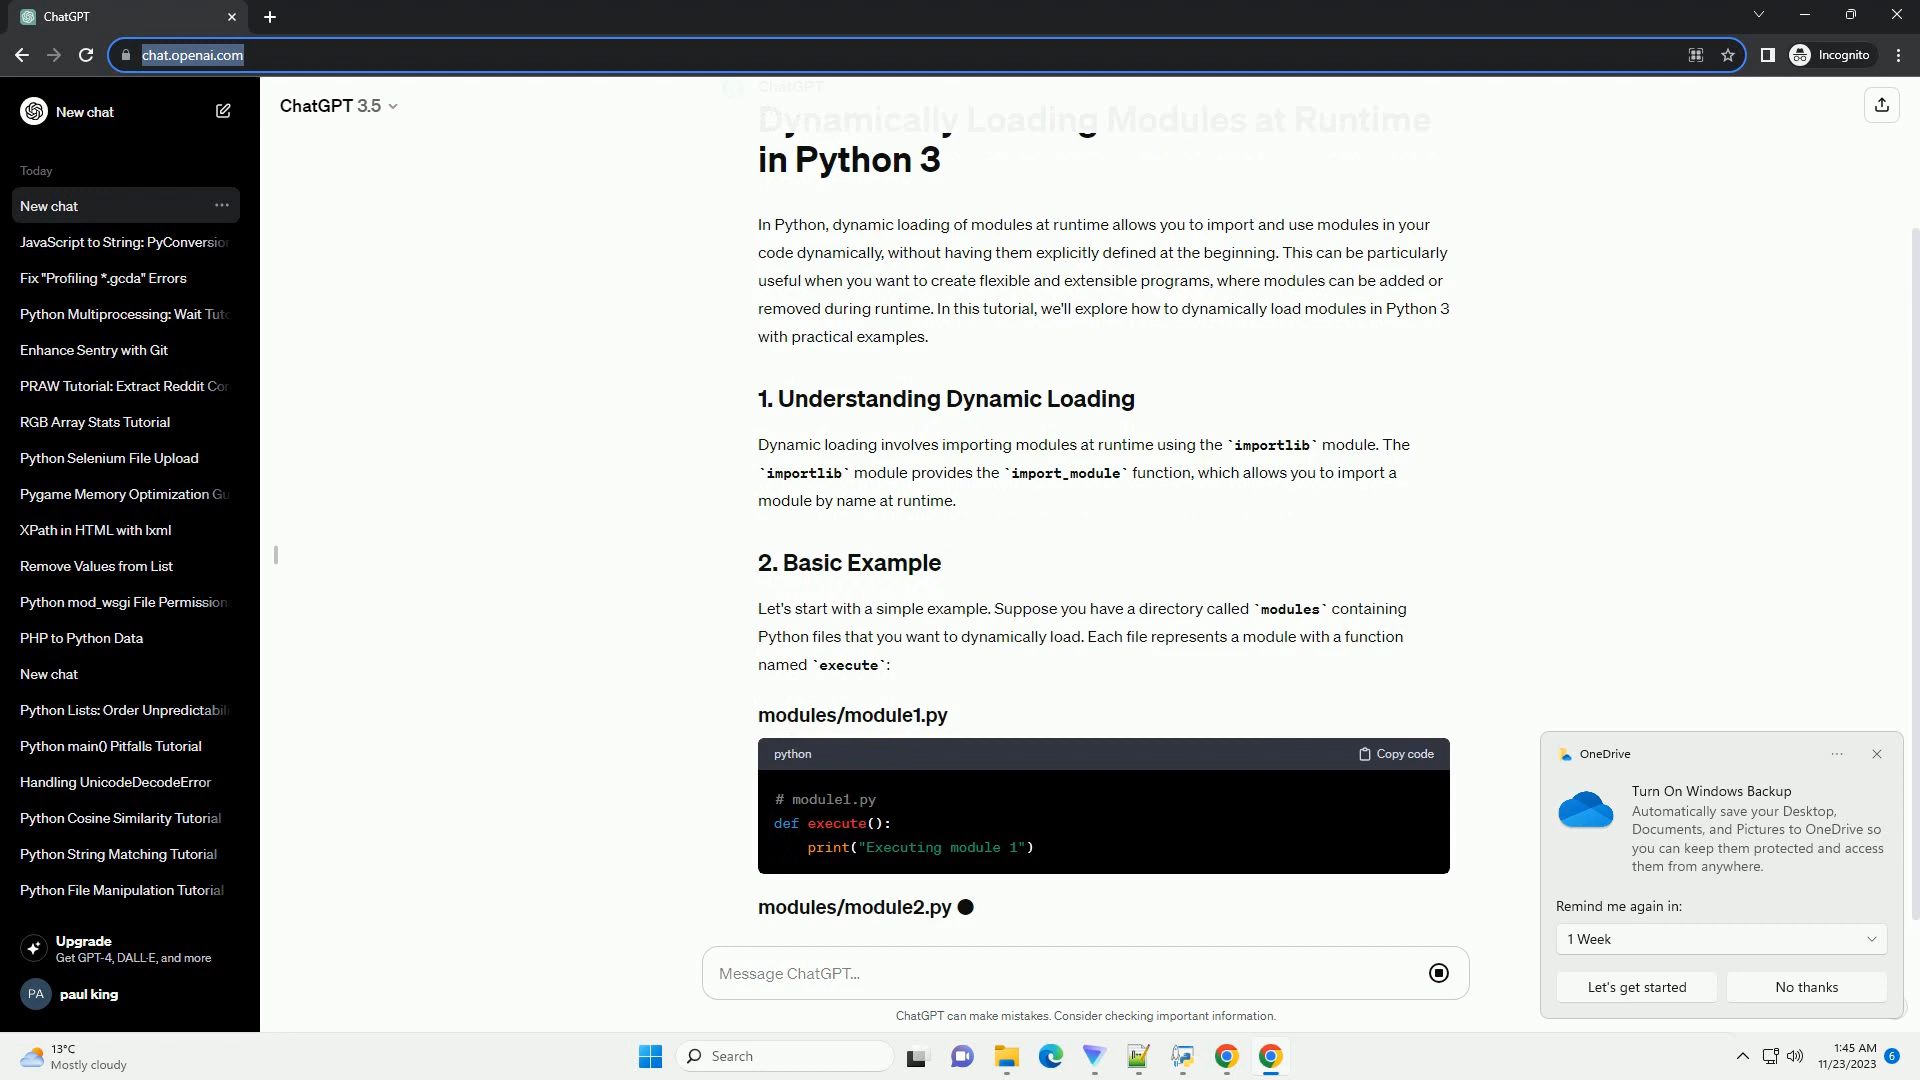 ChatGPT
chat.openai.com
Incognito
New chat
Today
New chat
JavaScript to String: PyConversion
Fix "Profiling *.gcda" Errors
Python Multiprocessing: Wait Tuto
Enhance Sentry with Git
PRAW Tutorial: Extract Reddit Con
RGB Array Stats Tutorial
Python Selenium File Upload
Pygame Memory Optimization Gu
XPath in HTML with lxml
Remove Values from List
Python mod_wsgi File Permission
PHP to Python Data
New chat
Python Lists: Order Unpredictabili
Python main() Pitfalls Tutorial
Handling UnicodeDecodeError
Python Cosine Similarity Tutorial
Python String Matching Tutorial
Python File Manipulation Tutorial
Upgrade
Get GPT-4, DALL·E, and more
PA paul king
ChatGPT 3.5
ChatGPT
Dynamically Loading Modules at Runtime
in Python 3
In Python, dynamic loading of modules at runtime allows you to import and use modules in your
code dynamically, without having them explicitly defined at the beginning. This can be particularly
useful when you want to create flexible and extensible programs, where modules can be added or
removed during runtime. In this tutorial, we'll explore how to dynamically load modules in Python 3
with practical examples.
1. Understanding Dynamic Loading
Dynamic loading involves importing modules at runtime using the `importlib` module. The
`importlib` module provides the `import_module` function, which allows you to import a
module by name at runtime.
2. Basic Example
Let's start with a simple example. Suppose you have a directory called `modules` containing
Python files that you want to dynamically load. Each file represents a module with a function
named `execute`:
modules/module1.py
python
Copy code
# module1.py
def execute():
print("Executing module 1")
modules/module2.py
Message ChatGPT...
ChatGPT can make mistakes. Consider checking important information.
OneDrive
Turn On Windows Backup
Automatically save your Desktop,
Documents, and Pictures to OneDrive so
you can keep them protected and access
them from anywhere.
Remind me again in:
1 Week
Let's get started
No thanks
13°C
Mostly cloudy
Search
1:45 AM
11/23/2023
6